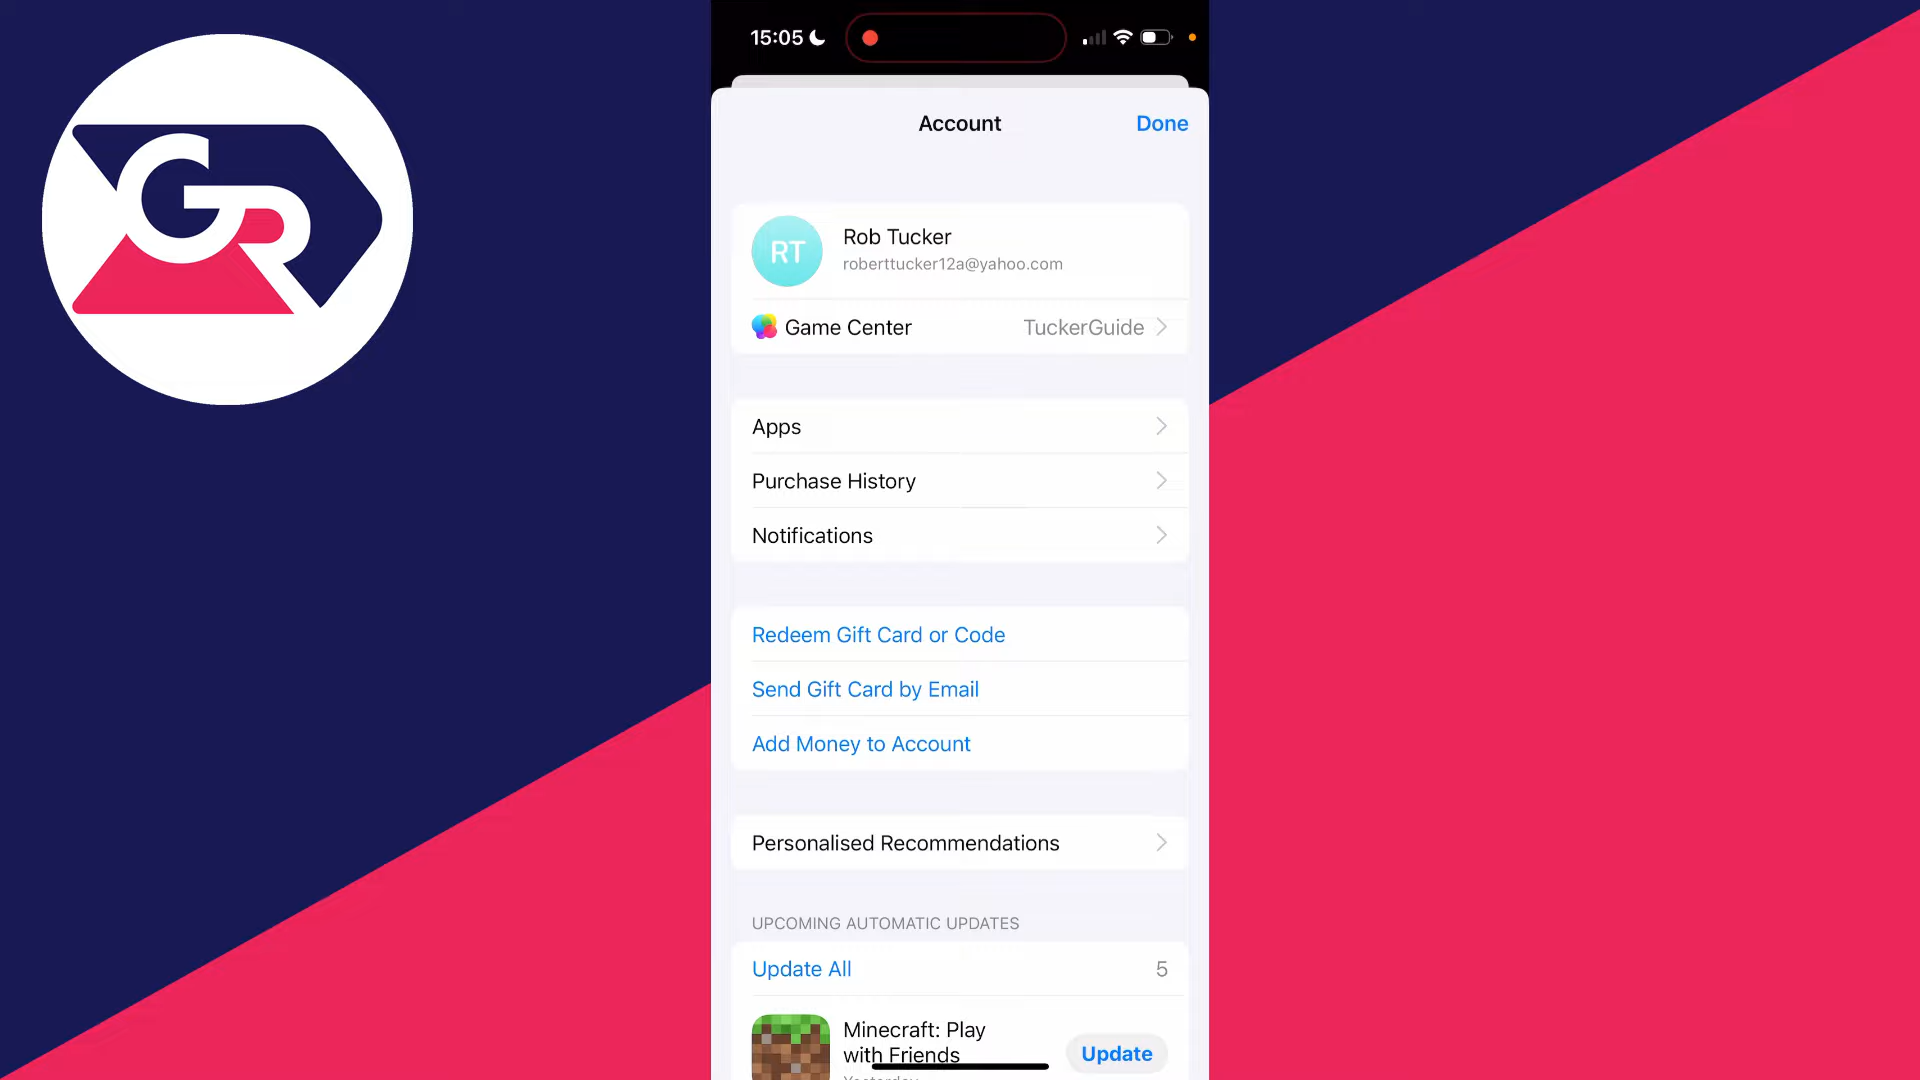 GR
15:05
Account
Done
RT
Rob Tucker
roberttucker12a@yahoo.com
Game Center
TuckerGuide
Apps
Purchase History
Notifications
Redeem Gift Card or Code
Send Gift Card by Email
Add Money to Account
Personalised Recommendations
UPCOMING AUTOMATIC UPDATES
Update All
5
Minecraft: Play
with Friends
Update
Yesterday